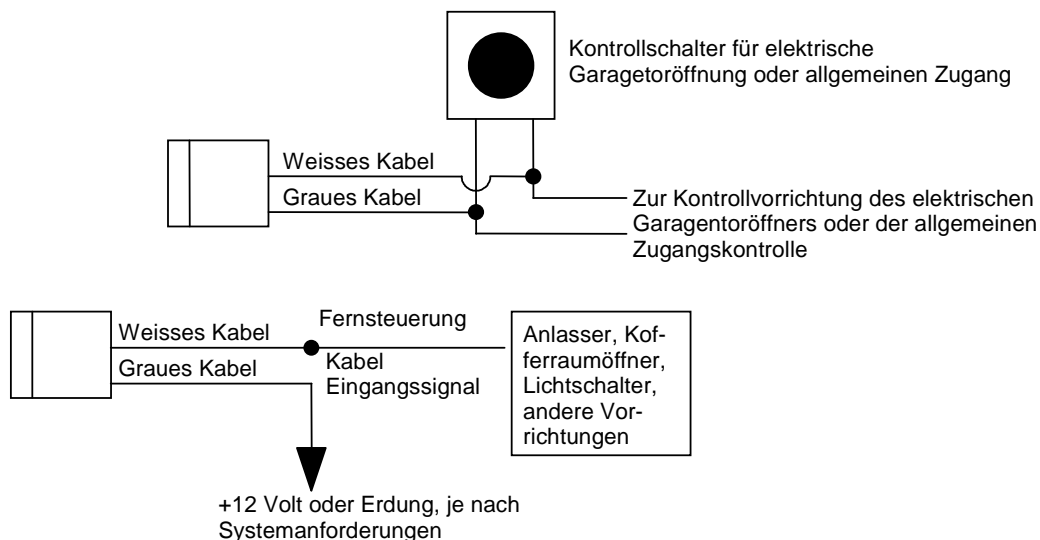 Kontrollschalter für elektrische
Garagetoröffnung oder allgemeinen Zugang
Weisses Kabel
Graues Kabel
Zur Kontrollvorrichtung des elektrischen
Garagentoröffners oder der allgemeinen
Zugangskontrolle
Weisses Kabel
Graues Kabel
Fernsteuerung
Kabel
Eingangssignal
Anlasser, Kof-
ferraumöffner,
Lichtschalter,
andere Vor-
richtungen
+12 Volt oder Erdung, je nach
Systemanforderungen